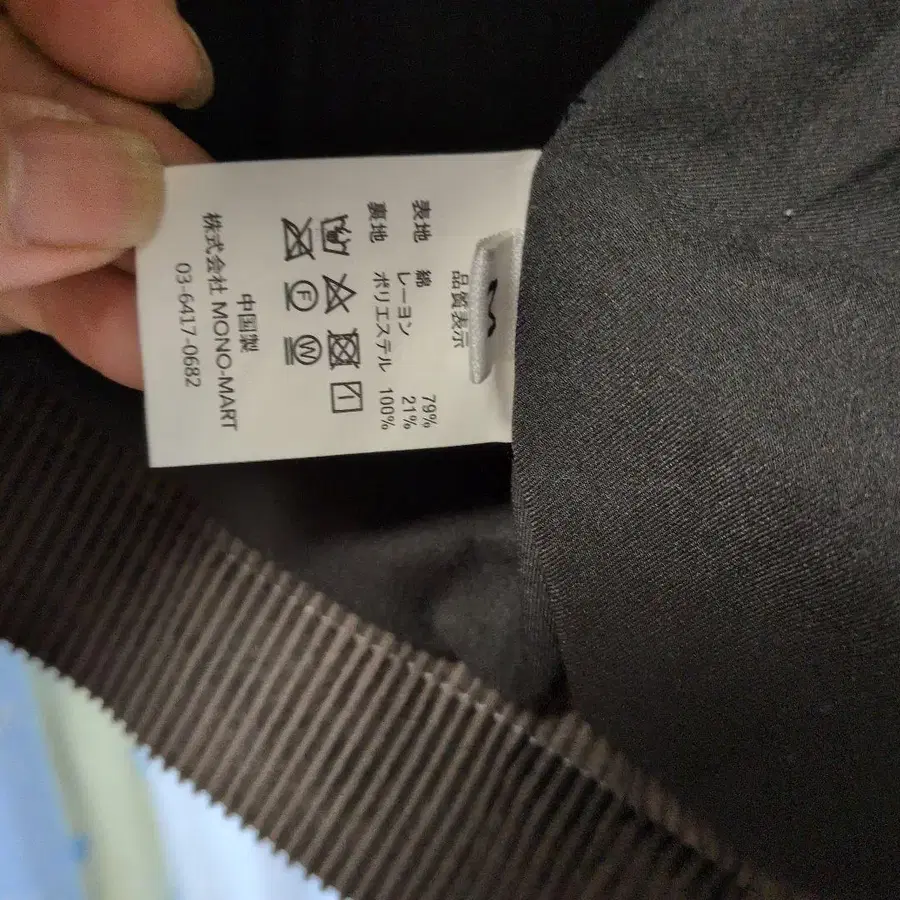 M
品質表示
表地 綿 79%
レーヨン 21%
裏地 ポリエステル 100%
F W
中国製
株式会社 MONO-MART
03-6417-0682